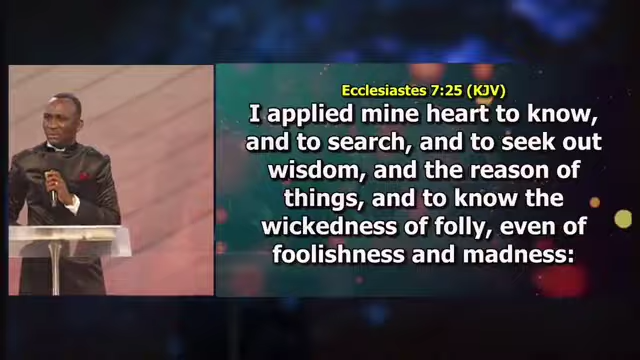 Ecclesiastes 7:25 (KJV)
I applied mine heart to know,
and to search, and to seek out
wisdom, and the reason of
things, and to know the
wickedness of folly, even of
foolishness and madness: